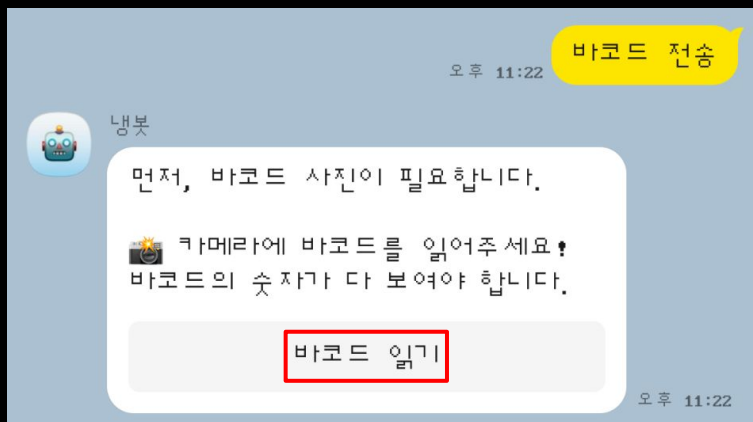 바코드 전송
오후 11:22
냉봇
먼저, 바코드 사진이 필요합니다.
카메라에 바코드를 읽어주세요!
바코드의 숫자가 다 보여야 합니다.
바코드 읽기
오후 11:22